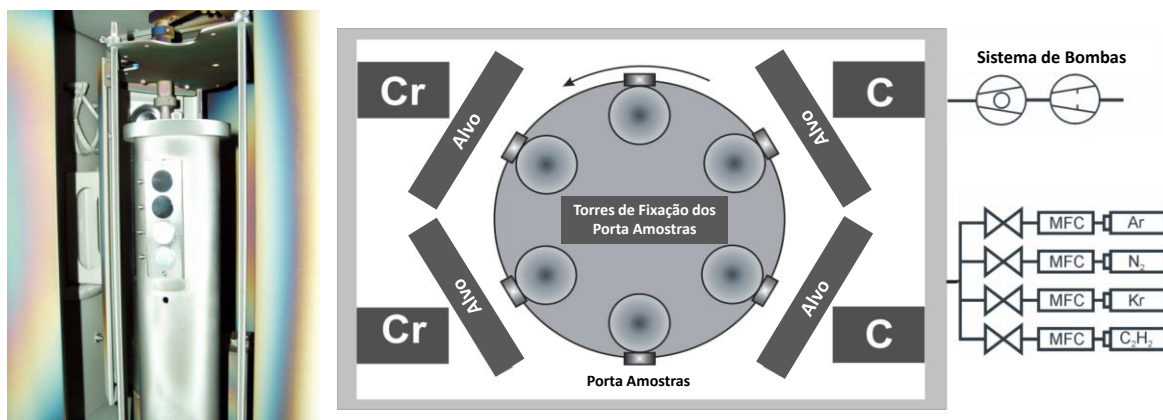 Sistema de Bombas
Cr
Alvo
Alvo
C
Torres de Fixação dos
Porta Amostras
MFC
Ar
MFC
N₂
MFC
Kr
MFC
C₂H₂
Cr
Alvo
Alvo
C
Porta Amostras